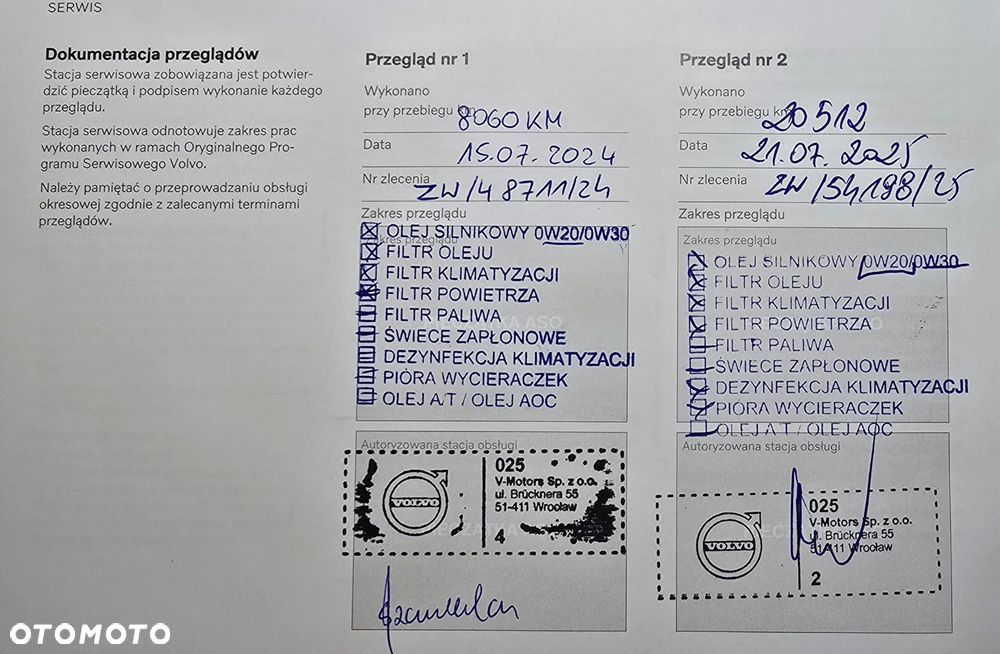 SERWIS
Dokumentacja przeglądów
Stacja serwisowa zobowiązana jest potwier-
dzić pieczątką i podpisem wykonanie każdego
przeglądu.
Stacja serwisowa odnotowuje zakres prac
wykonanych w ramach Oryginalnego Pro-
gramu Serwisowego Volvo.
Należy pamiętać o przeprowadzaniu obsługi
okresowej zgodnie z zalecanymi terminami
przeglądów.
Przegląd nr 1
Wykonano
przy przebiegu km 8060 KM
Data 15.07.2024
Nr zlecenia ZW/48711/24
Zakres przeglądu
Zakres przeglądu
OLEJ SILNIKOWY 0W20/0W30
FILTR OLEJU
FILTR KLIMATYZACJI
FILTR POWIETRZA
FILTR PALIWA
ŚWIECE ZAPŁONOWE
DEZYNFEKCJA KLIMATYZACJI
PIÓRA WYCIERACZEK
OLEJ A/T / OLEJ AOC
Autoryzowana stacja obsługi
VOLVO
025
V-Motors Sp. z o.o.
ul. Brücknera 55
51-411 Wrocław
4
Przegląd nr 2
Wykonano
przy przebiegu km 20512
Data 21.07.2025
Nr zlecenia ZW/54198/25
Zakres przeglądu
Zakres przeglądu
OLEJ SILNIKOWY 0W20/0W30
FILTR OLEJU
FILTR KLIMATYZACJI
FILTR POWIETRZA
FILTR PALIWA
ŚWIECE ZAPŁONOWE
DEZYNFEKCJA KLIMATYZACJI
PIÓRA WYCIERACZEK
OLEJ A/T / OLEJ AOC
Autoryzowana stacja obsługi
VOLVO
025
V-Motors Sp. z o.o.
ul. Brücknera 55
51-411 Wrocław
2
OTOMOTO